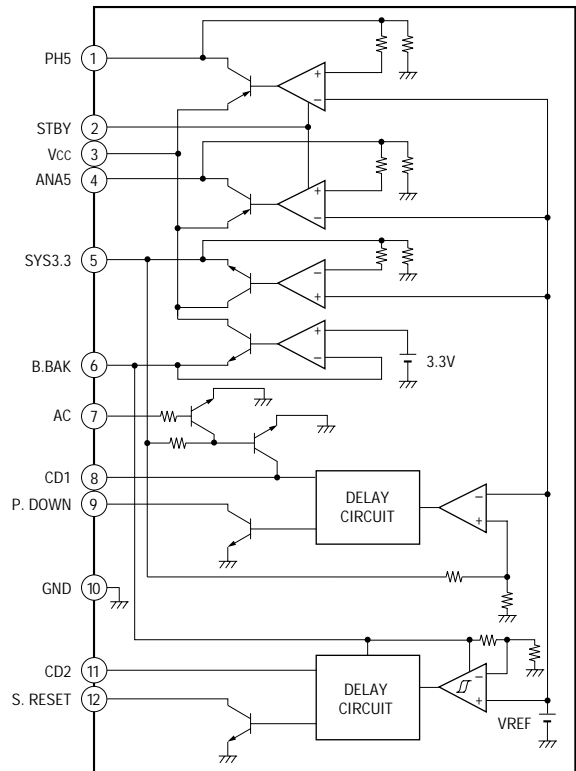 PH5 1
STBY 2
VCC 3
ANA5 4
SYS3.3 5
B.BAK 6
AC 7
CD1 8
P. DOWN 9
GND 10
CD2 11
S. RESET 12
+
−
+
−
−
+
+
−
3.3V
DELAY
CIRCUIT
−
+
DELAY
CIRCUIT
−
+
VREF